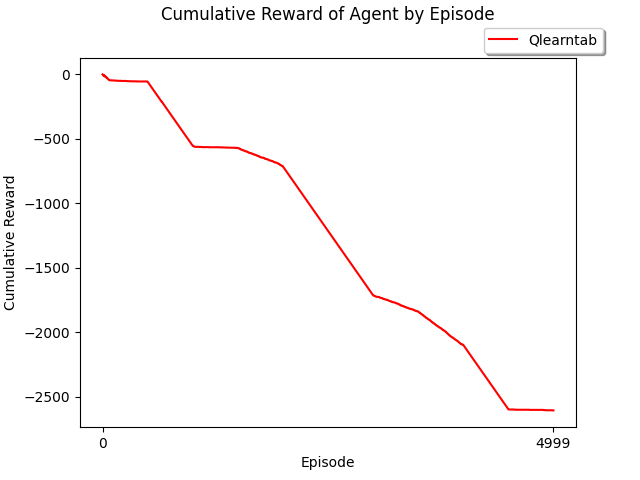 Cumulative Reward of Agent by Episode
Qlearntab
0
−500
−1000
−1500
−2000
−2500
Cumulative Reward
0
4999
Episode